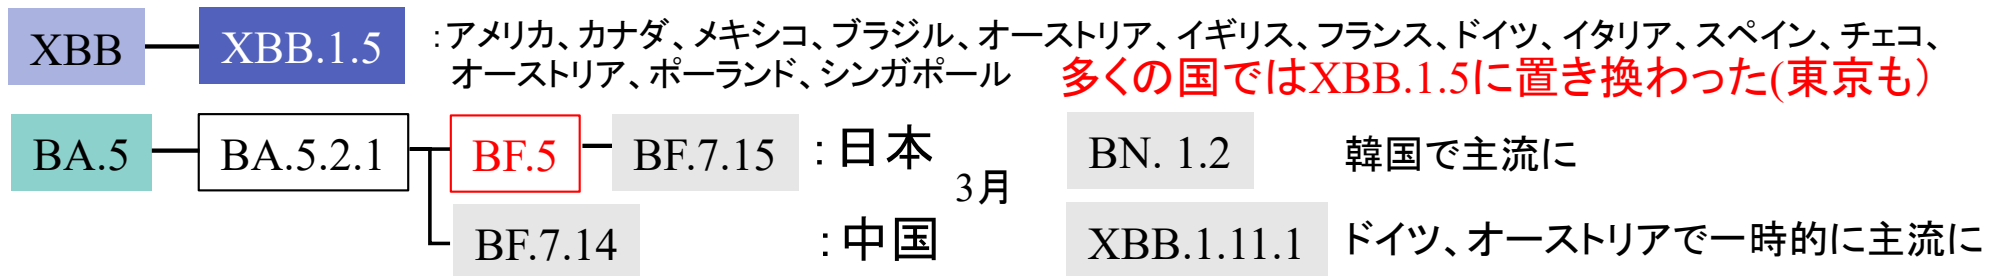 XBB XBB.1.5 :アメリカ、カナダ、メキシコ、ブラジル、オーストリア、イギリス、フランス、ドイツ、イタリア、スペイン、チェコ、
オーストリア、ポーランド、シンガポール 多くの国ではXBB.1.5に置き換わった(東京も)
BA.5 BA.5.2.1 BF.5 BF.7.15 :日本
BF.7.14 :中国
3月
BN. 1.2 韓国で主流に
XBB.1.11.1 ドイツ、オーストリアで一時的に主流に